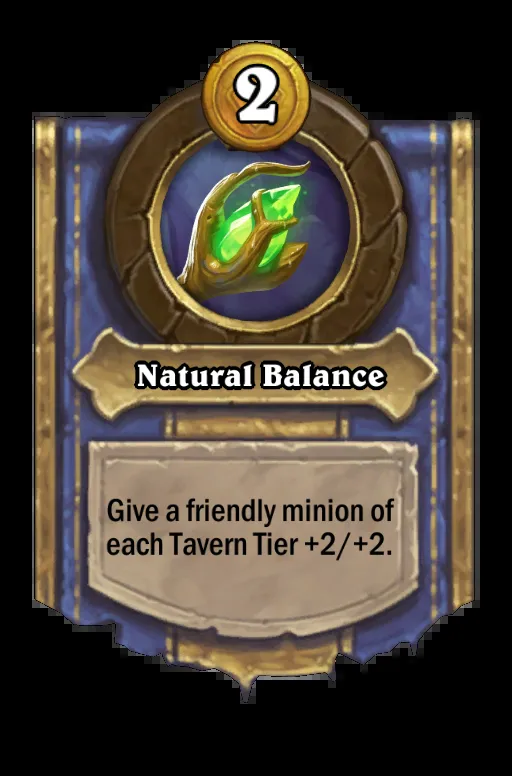 2
Natural Balance
Give a friendly minion of
each Tavern Tier +2/+2.